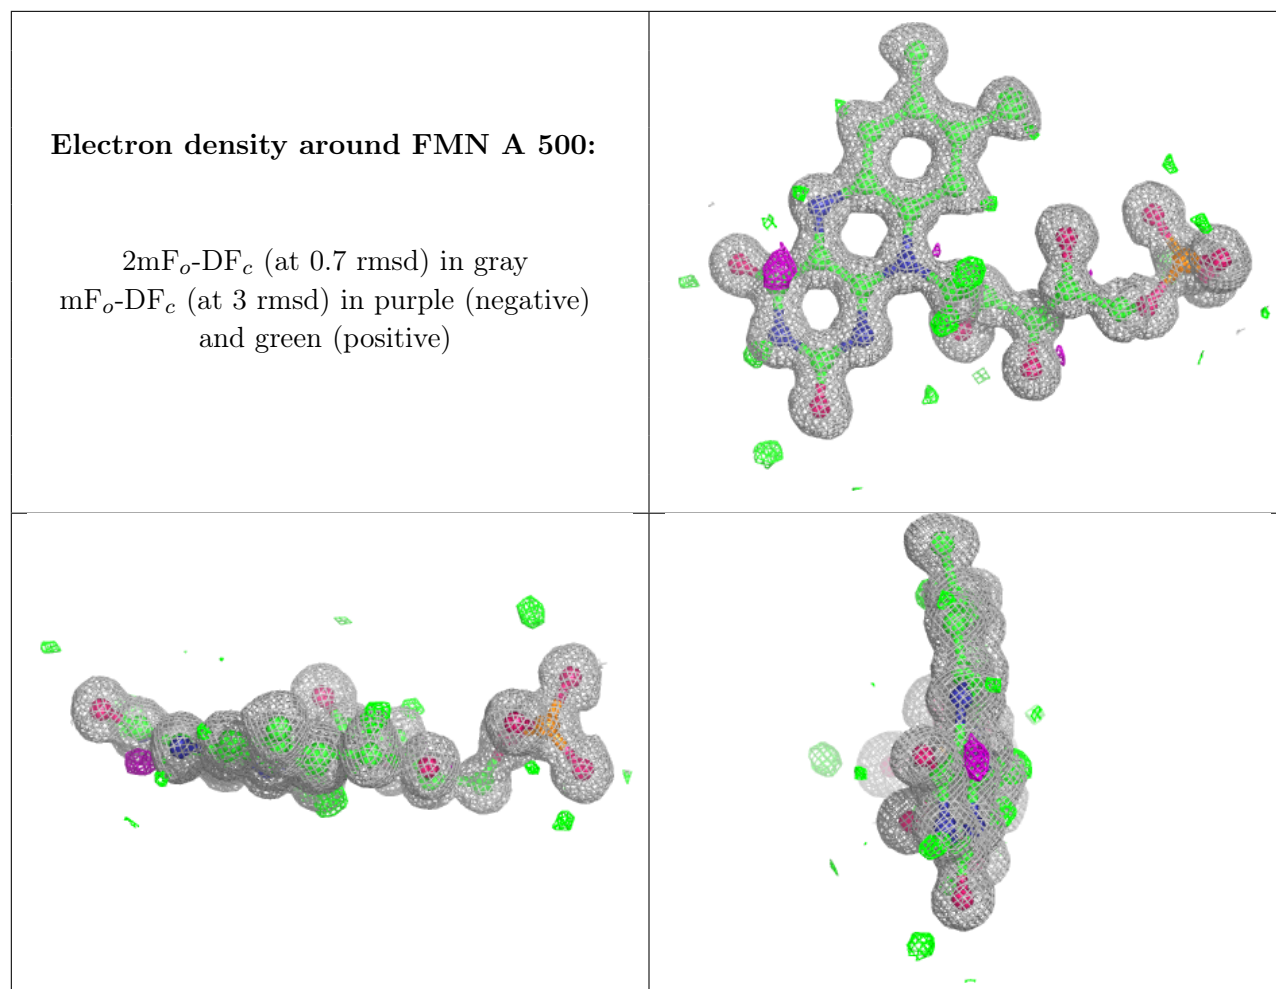 Electron density around FMN A 500:
2mFₒ-DF𝒸 (at 0.7 rmsd) in gray
mFₒ-DF𝒸 (at 3 rmsd) in purple (negative)
and green (positive)